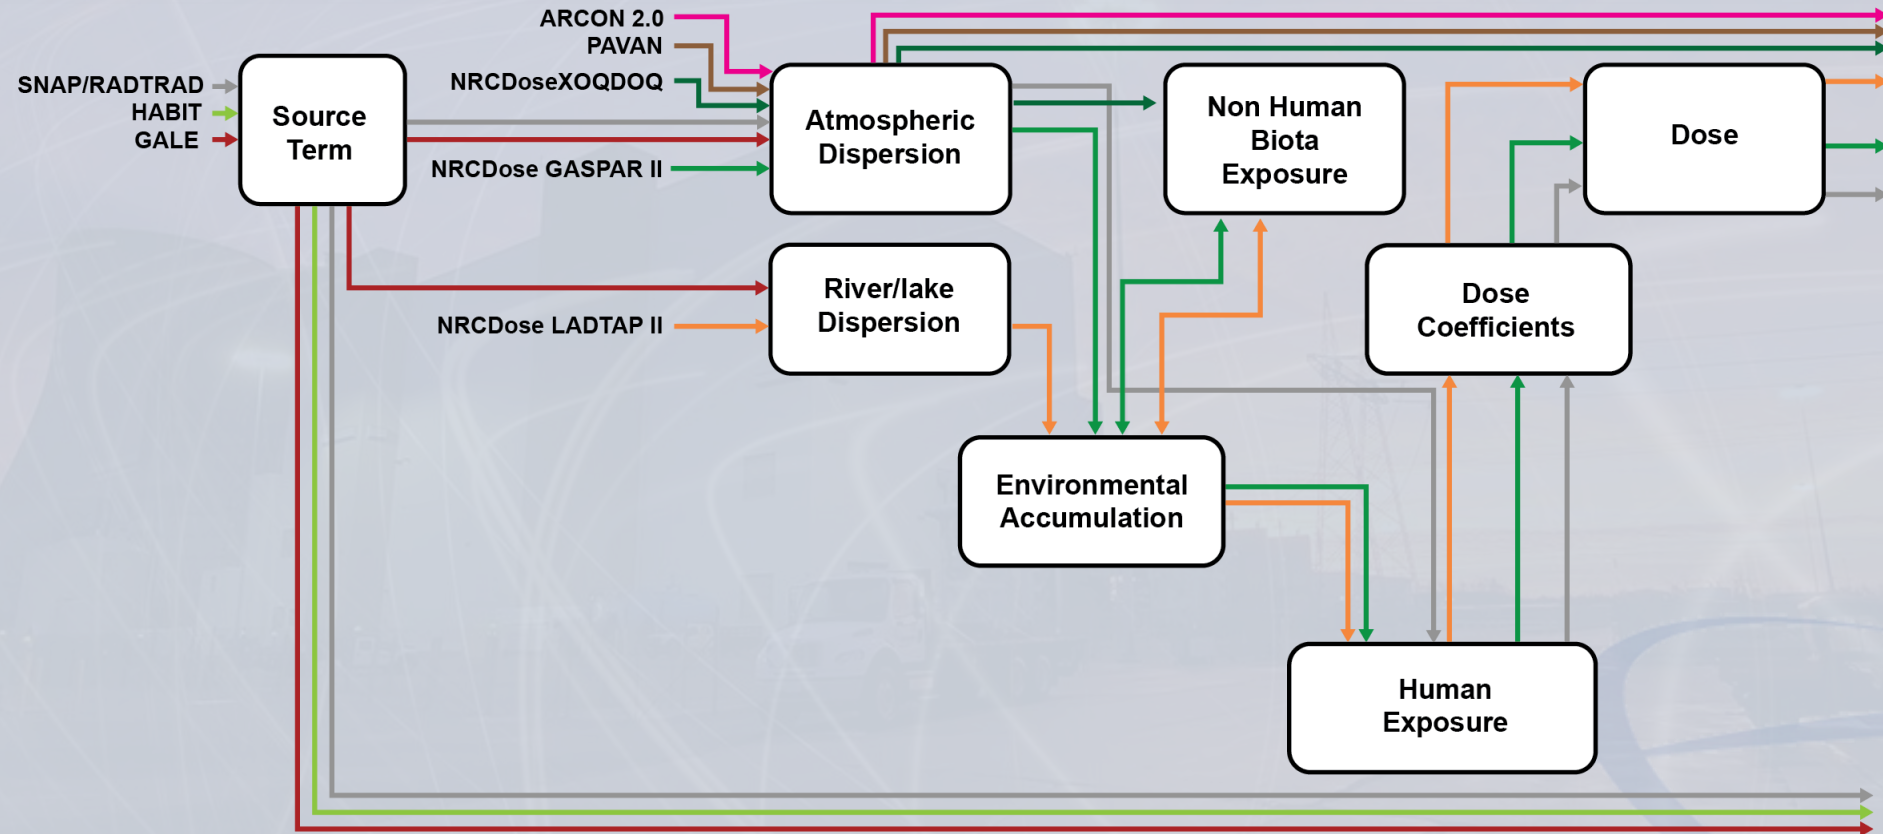 ARCON 2.0
PAVAN
NRCDoseXOQDOQ
SNAP/RADTRAD
HABIT
GALE
Source
Term
NRCDose GASPAR II
Atmospheric
Dispersion
Non Human
Biota
Exposure
Dose
River/lake
Dispersion
NRCDose LADTAP II
Dose
Coefficients
Environmental
Accumulation
Human
Exposure